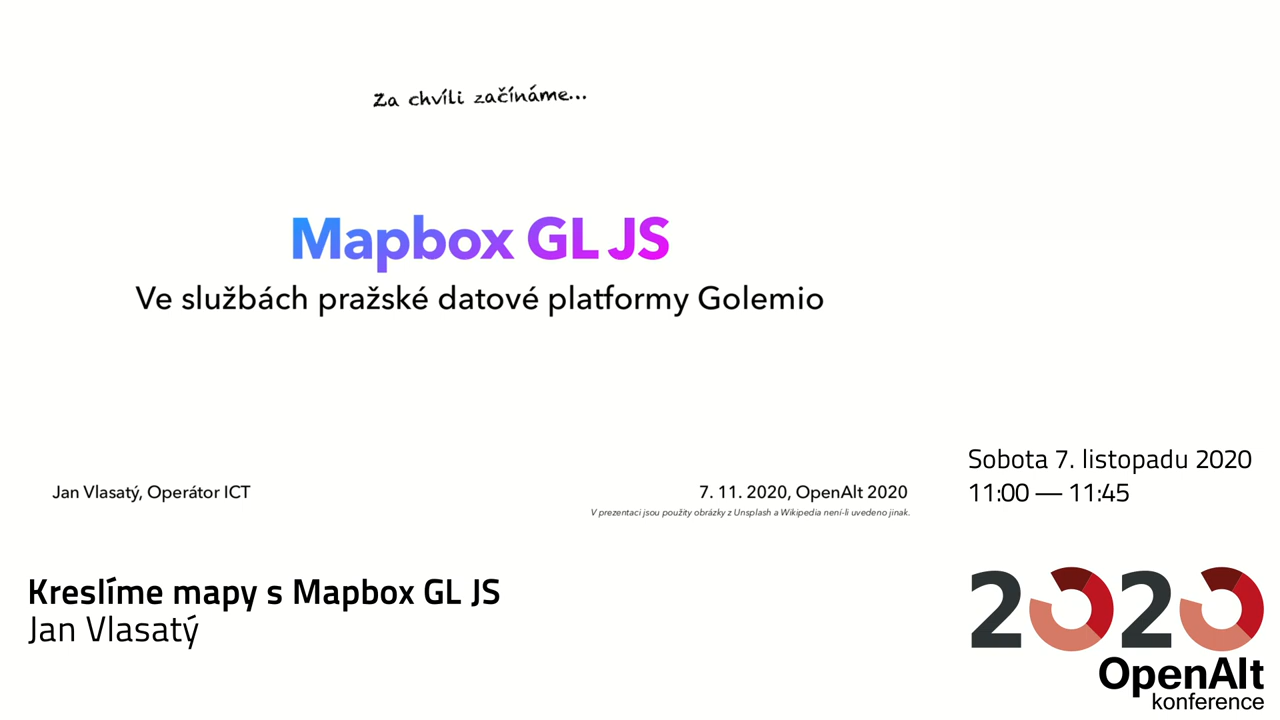 Za chvíli začínáme...
Mapbox GL JS
Ve službách pražské datové platformy Golemio
Jan Vlasatý, Operátor ICT
7. 11. 2020, OpenAlt 2020
V prezentaci jsou použity obrázky z Unsplash a Wikipedia není-li uvedeno jinak.
Sobota 7. listopadu 2020
11:00 — 11:45
Kreslíme mapy s Mapbox GL JS
Jan Vlasatý
2020
OpenAlt
konference